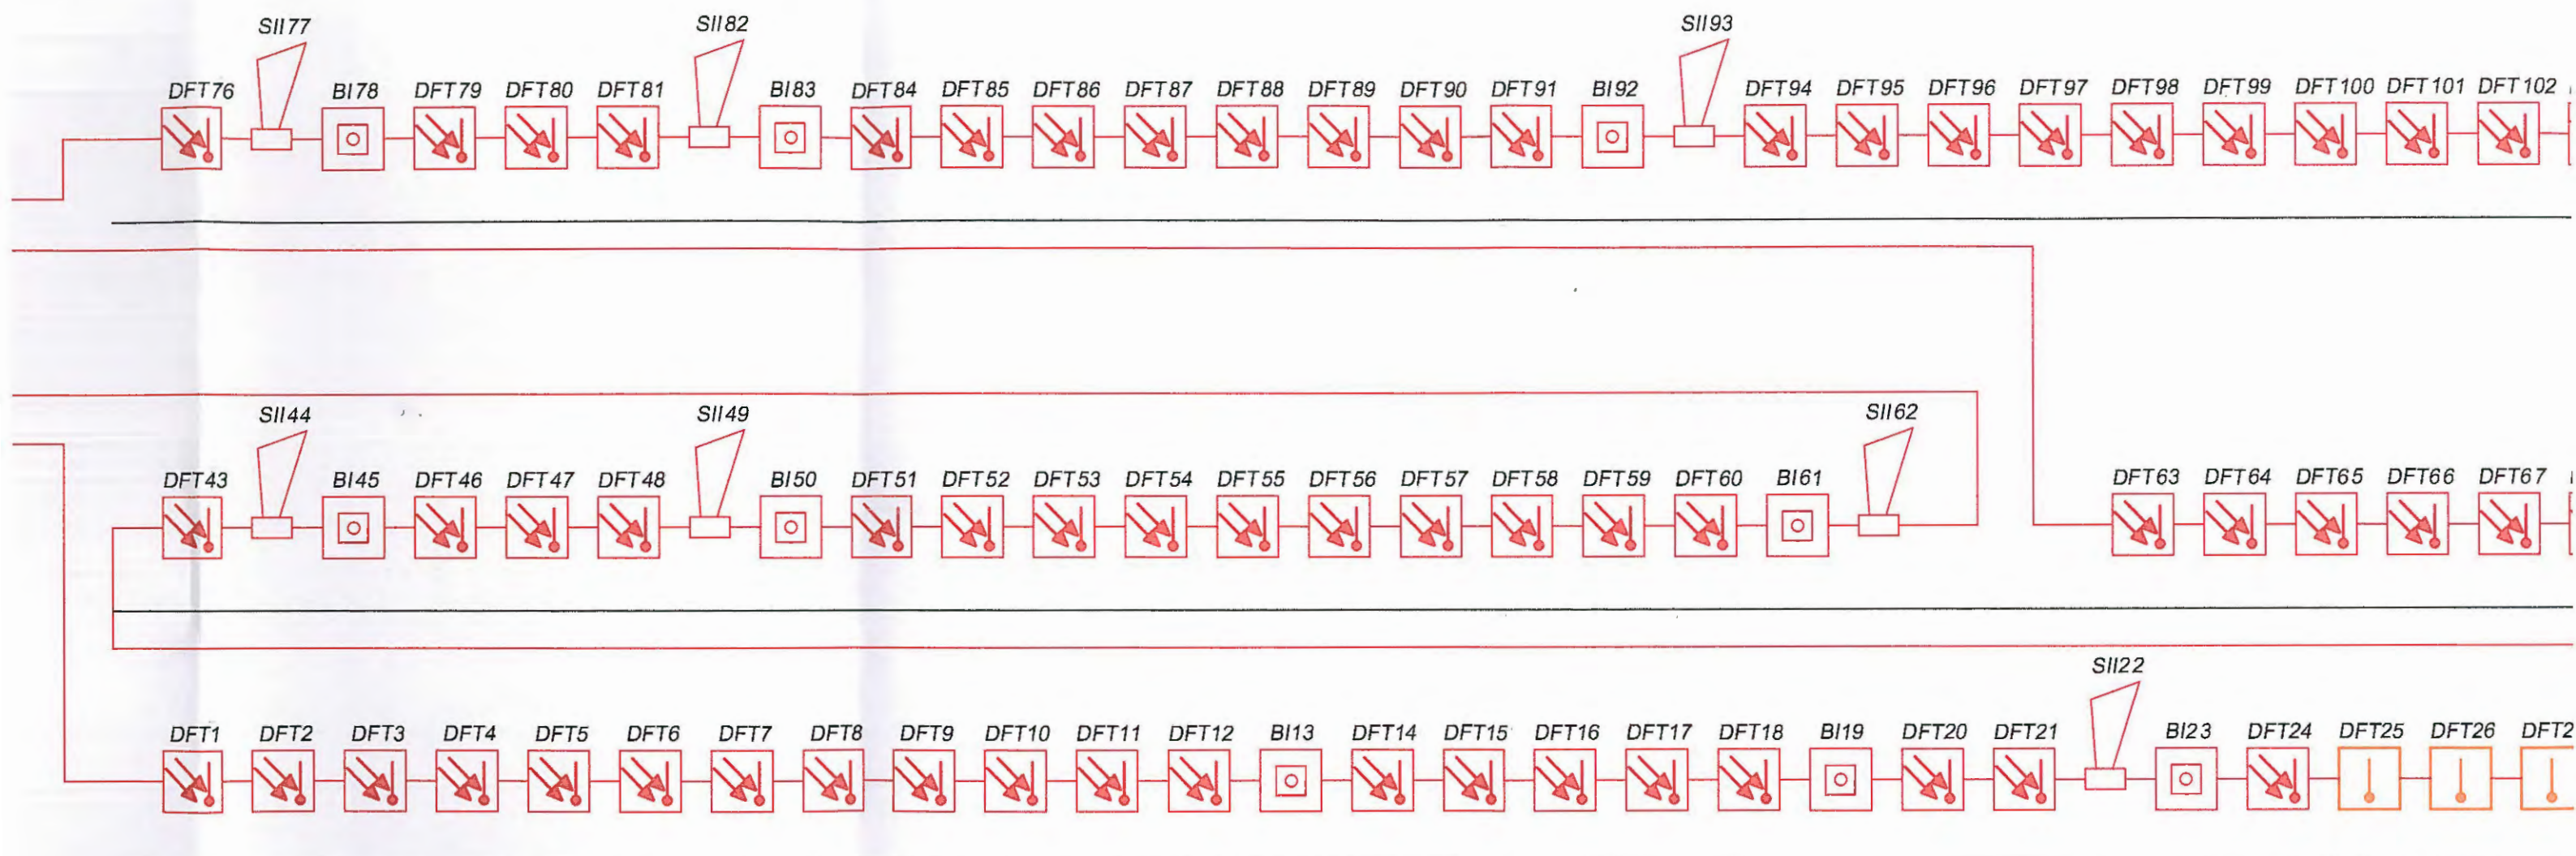 SII77 SII82 SII93
DFT76 BI78 DFT79 DFT80 DFT81 BI83 DFT84 DFT85 DFT86 DFT87 DFT88 DFT89 DFT90 DFT91 BI92 DFT94 DFT95 DFT96 DFT97 DFT98 DFT99 DFT100 DFT101 DFT102
SII44 SII49 SII62
DFT43 BI45 DFT46 DFT47 DFT48 BI50 DFT51 DFT52 DFT53 DFT54 DFT55 DFT56 DFT57 DFT58 DFT59 DFT60 BI61 DFT63 DFT64 DFT65 DFT66 DFT67
SII22
DFT1 DFT2 DFT3 DFT4 DFT5 DFT6 DFT7 DFT8 DFT9 DFT10 DFT11 DFT12 BI13 DFT14 DFT15 DFT16 DFT17 DFT18 BI19 DFT20 DFT21 BI23 DFT24 DFT25 DFT26 DFT2